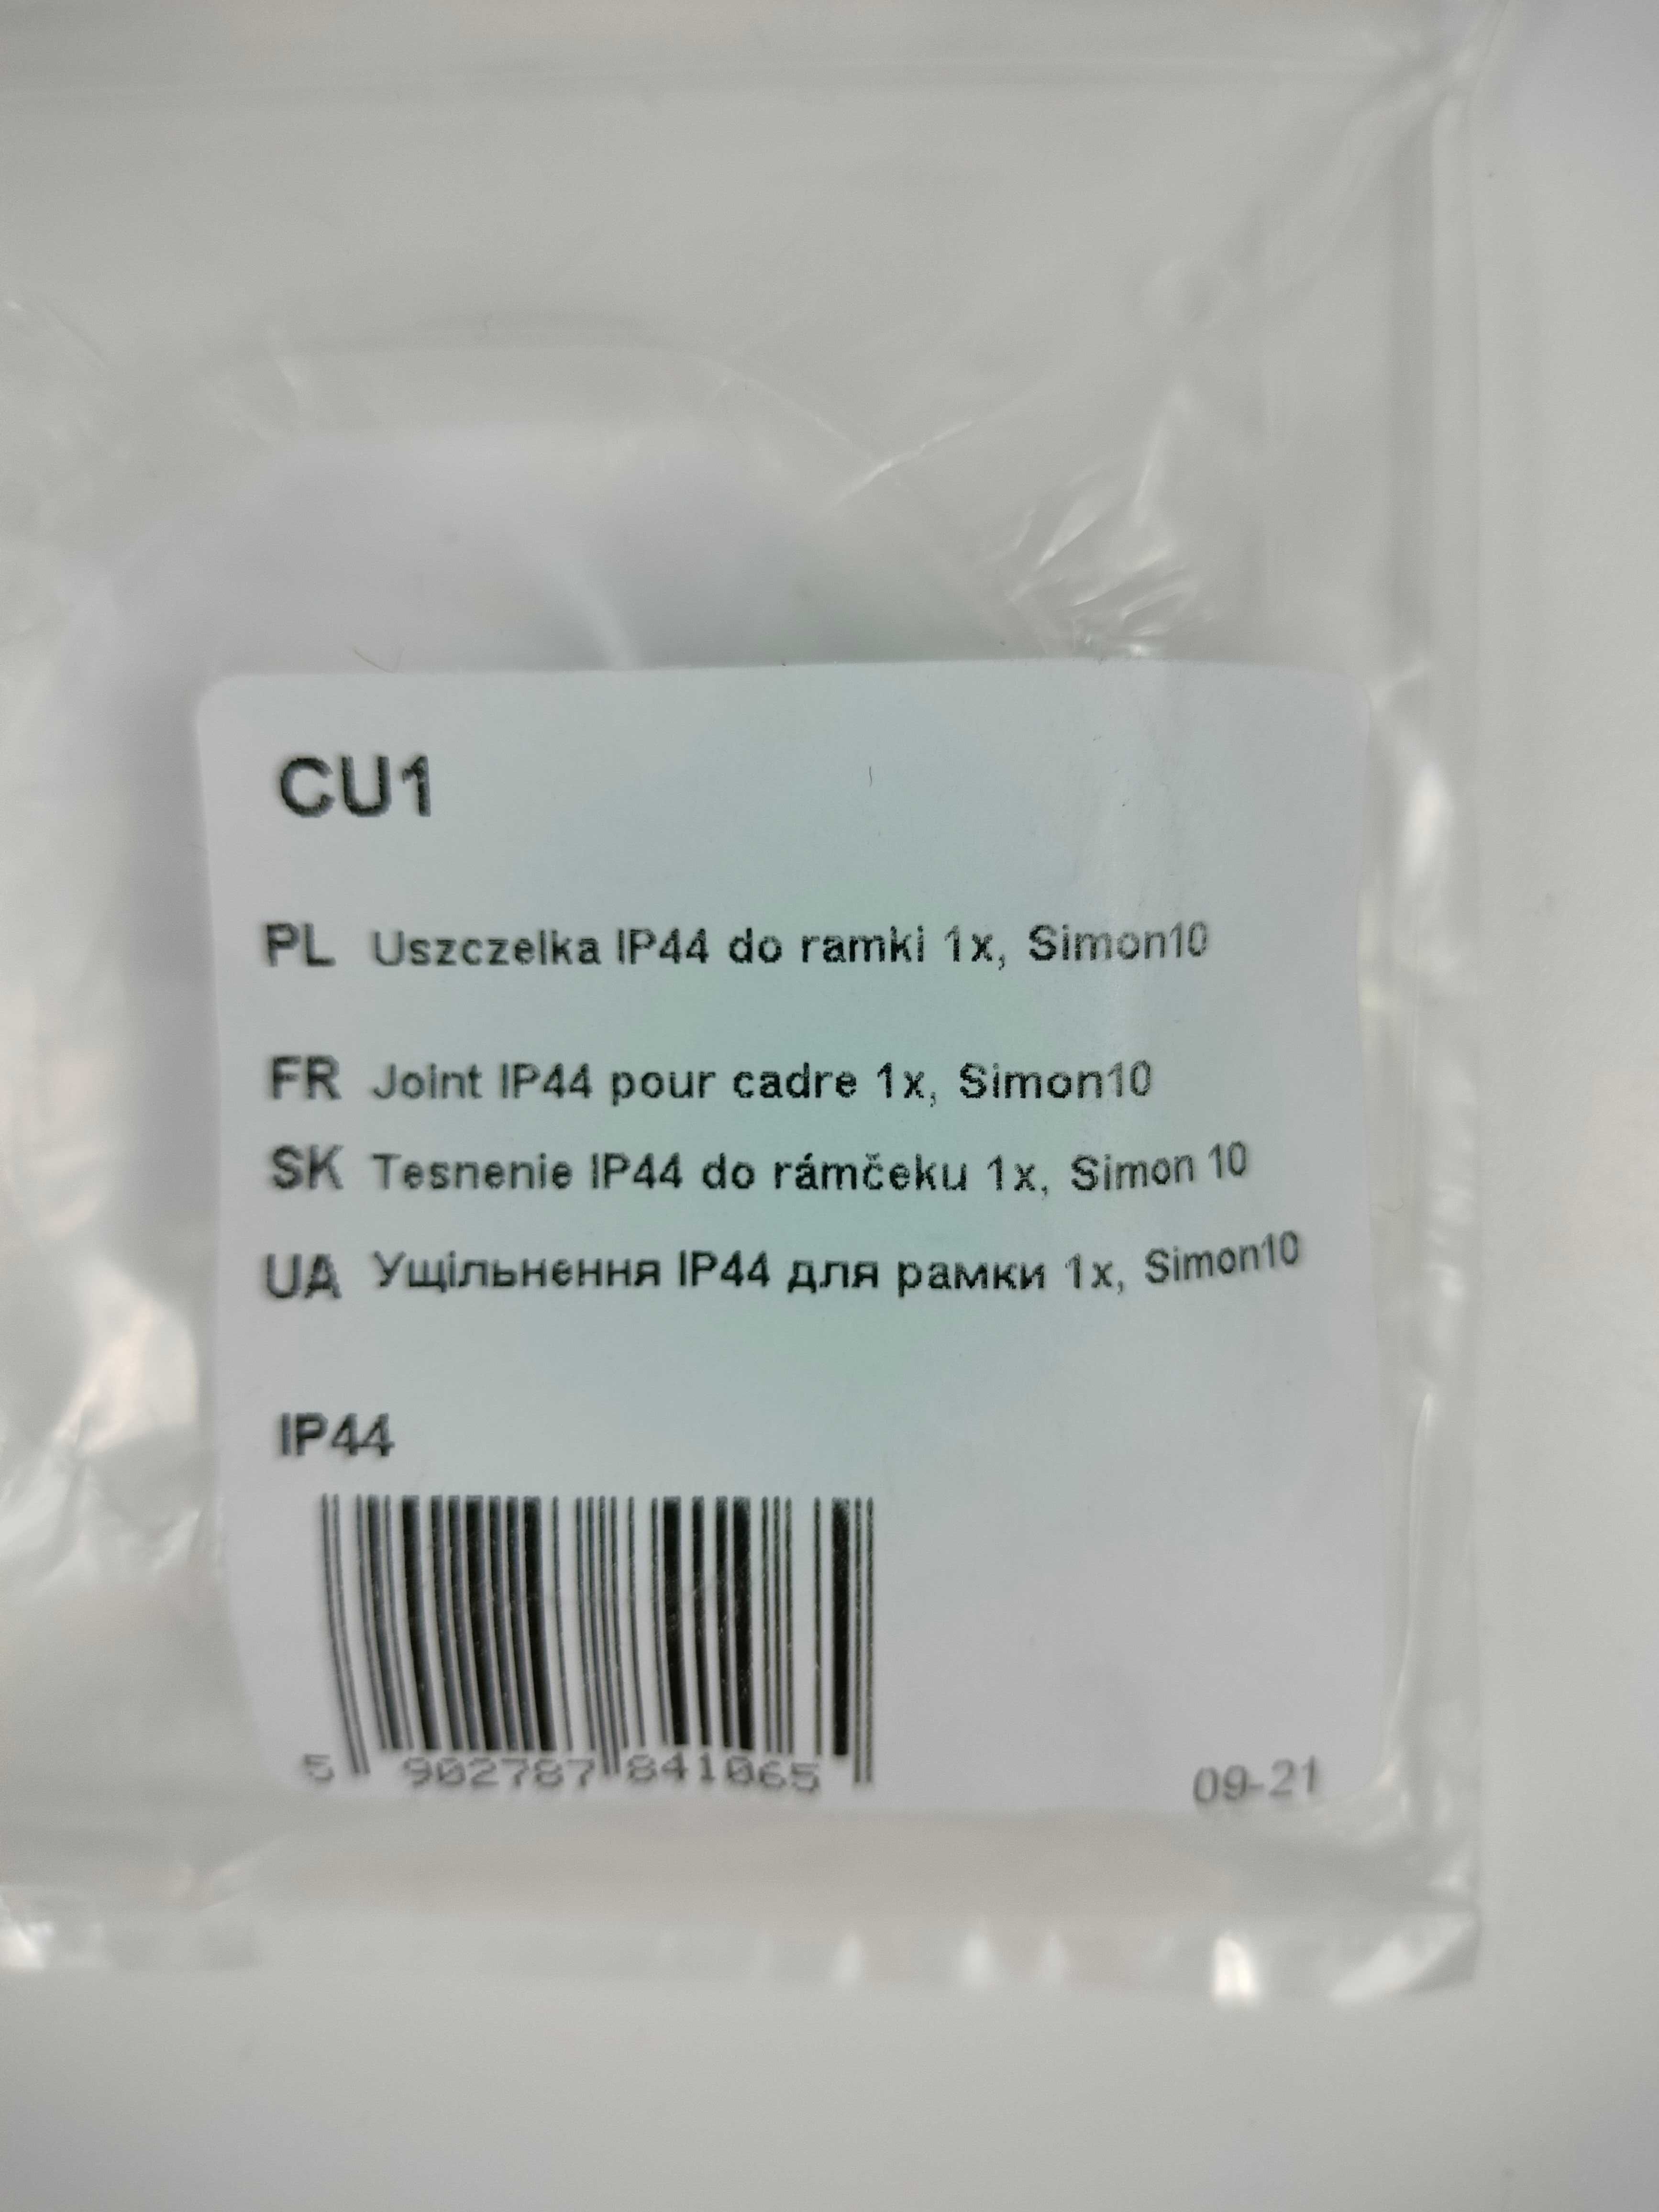 CU1
PL Uszczelka IP44 do ramki 1x, Simon10
FR Joint IP44 pour cadre 1x, Simon10
SK Tesnenie IP44 do rámčeku 1x, Simon 10
UA Ущільнення IP44 для рамки 1x, Simon10
IP44
5 902787 841065
09-21